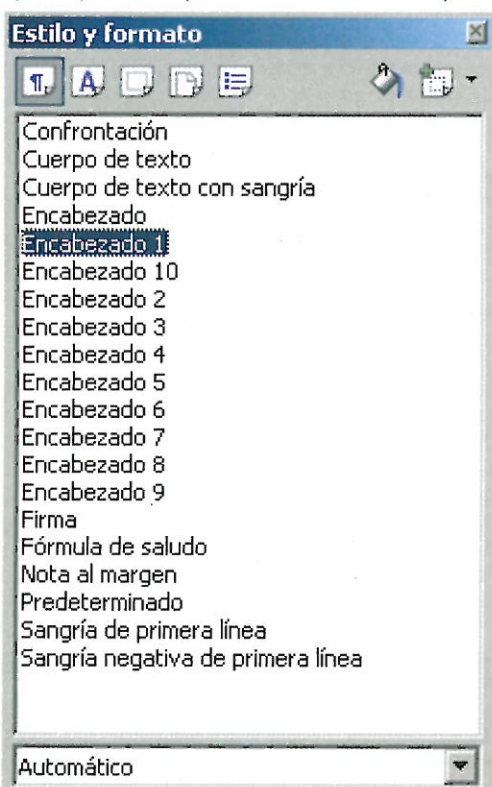 Estilo y formato
Confrontación
Cuerpo de texto
Cuerpo de texto con sangría
Encabezado
Encabezado 1
Encabezado 10
Encabezado 2
Encabezado 3
Encabezado 4
Encabezado 5
Encabezado 6
Encabezado 7
Encabezado 8
Encabezado 9
Firma
Fórmula de saludo
Nota al margen
Predeterminado
Sangría de primera línea
Sangría negativa de primera línea
Automático